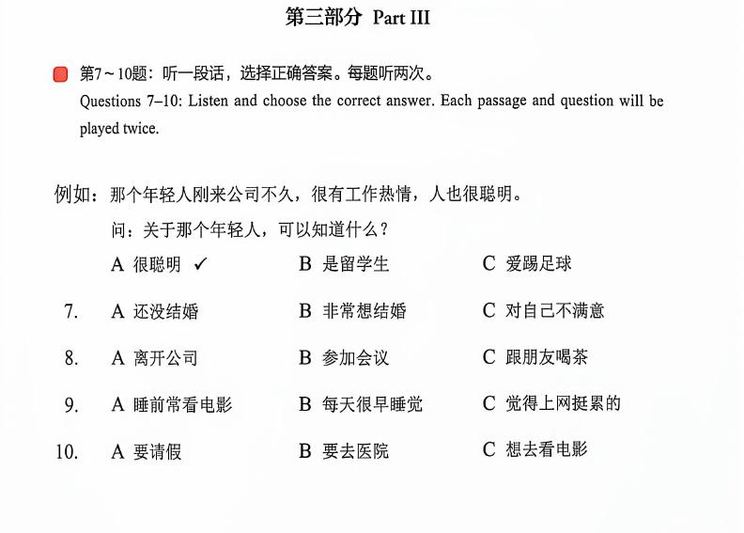 第三部分 Part III
第7~10题：听一段话，选择正确答案。每题听两次。
Questions 7–10: Listen and choose the correct answer. Each passage and question will be
played twice.
例如：那个年轻人刚来公司不久，很有工作热情，人也很聪明。
问：关于那个年轻人，可以知道什么？
A 很聪明 ✓ B 是留学生 C 爱踢足球
7. A 还没结婚 B 非常想结婚 C 对自己不满意
8. A 离开公司 B 参加会议 C 跟朋友喝茶
9. A 睡前常看电影 B 每天很早睡觉 C 觉得上网挺累的
10. A 要请假 B 要去医院 C 想去看电影